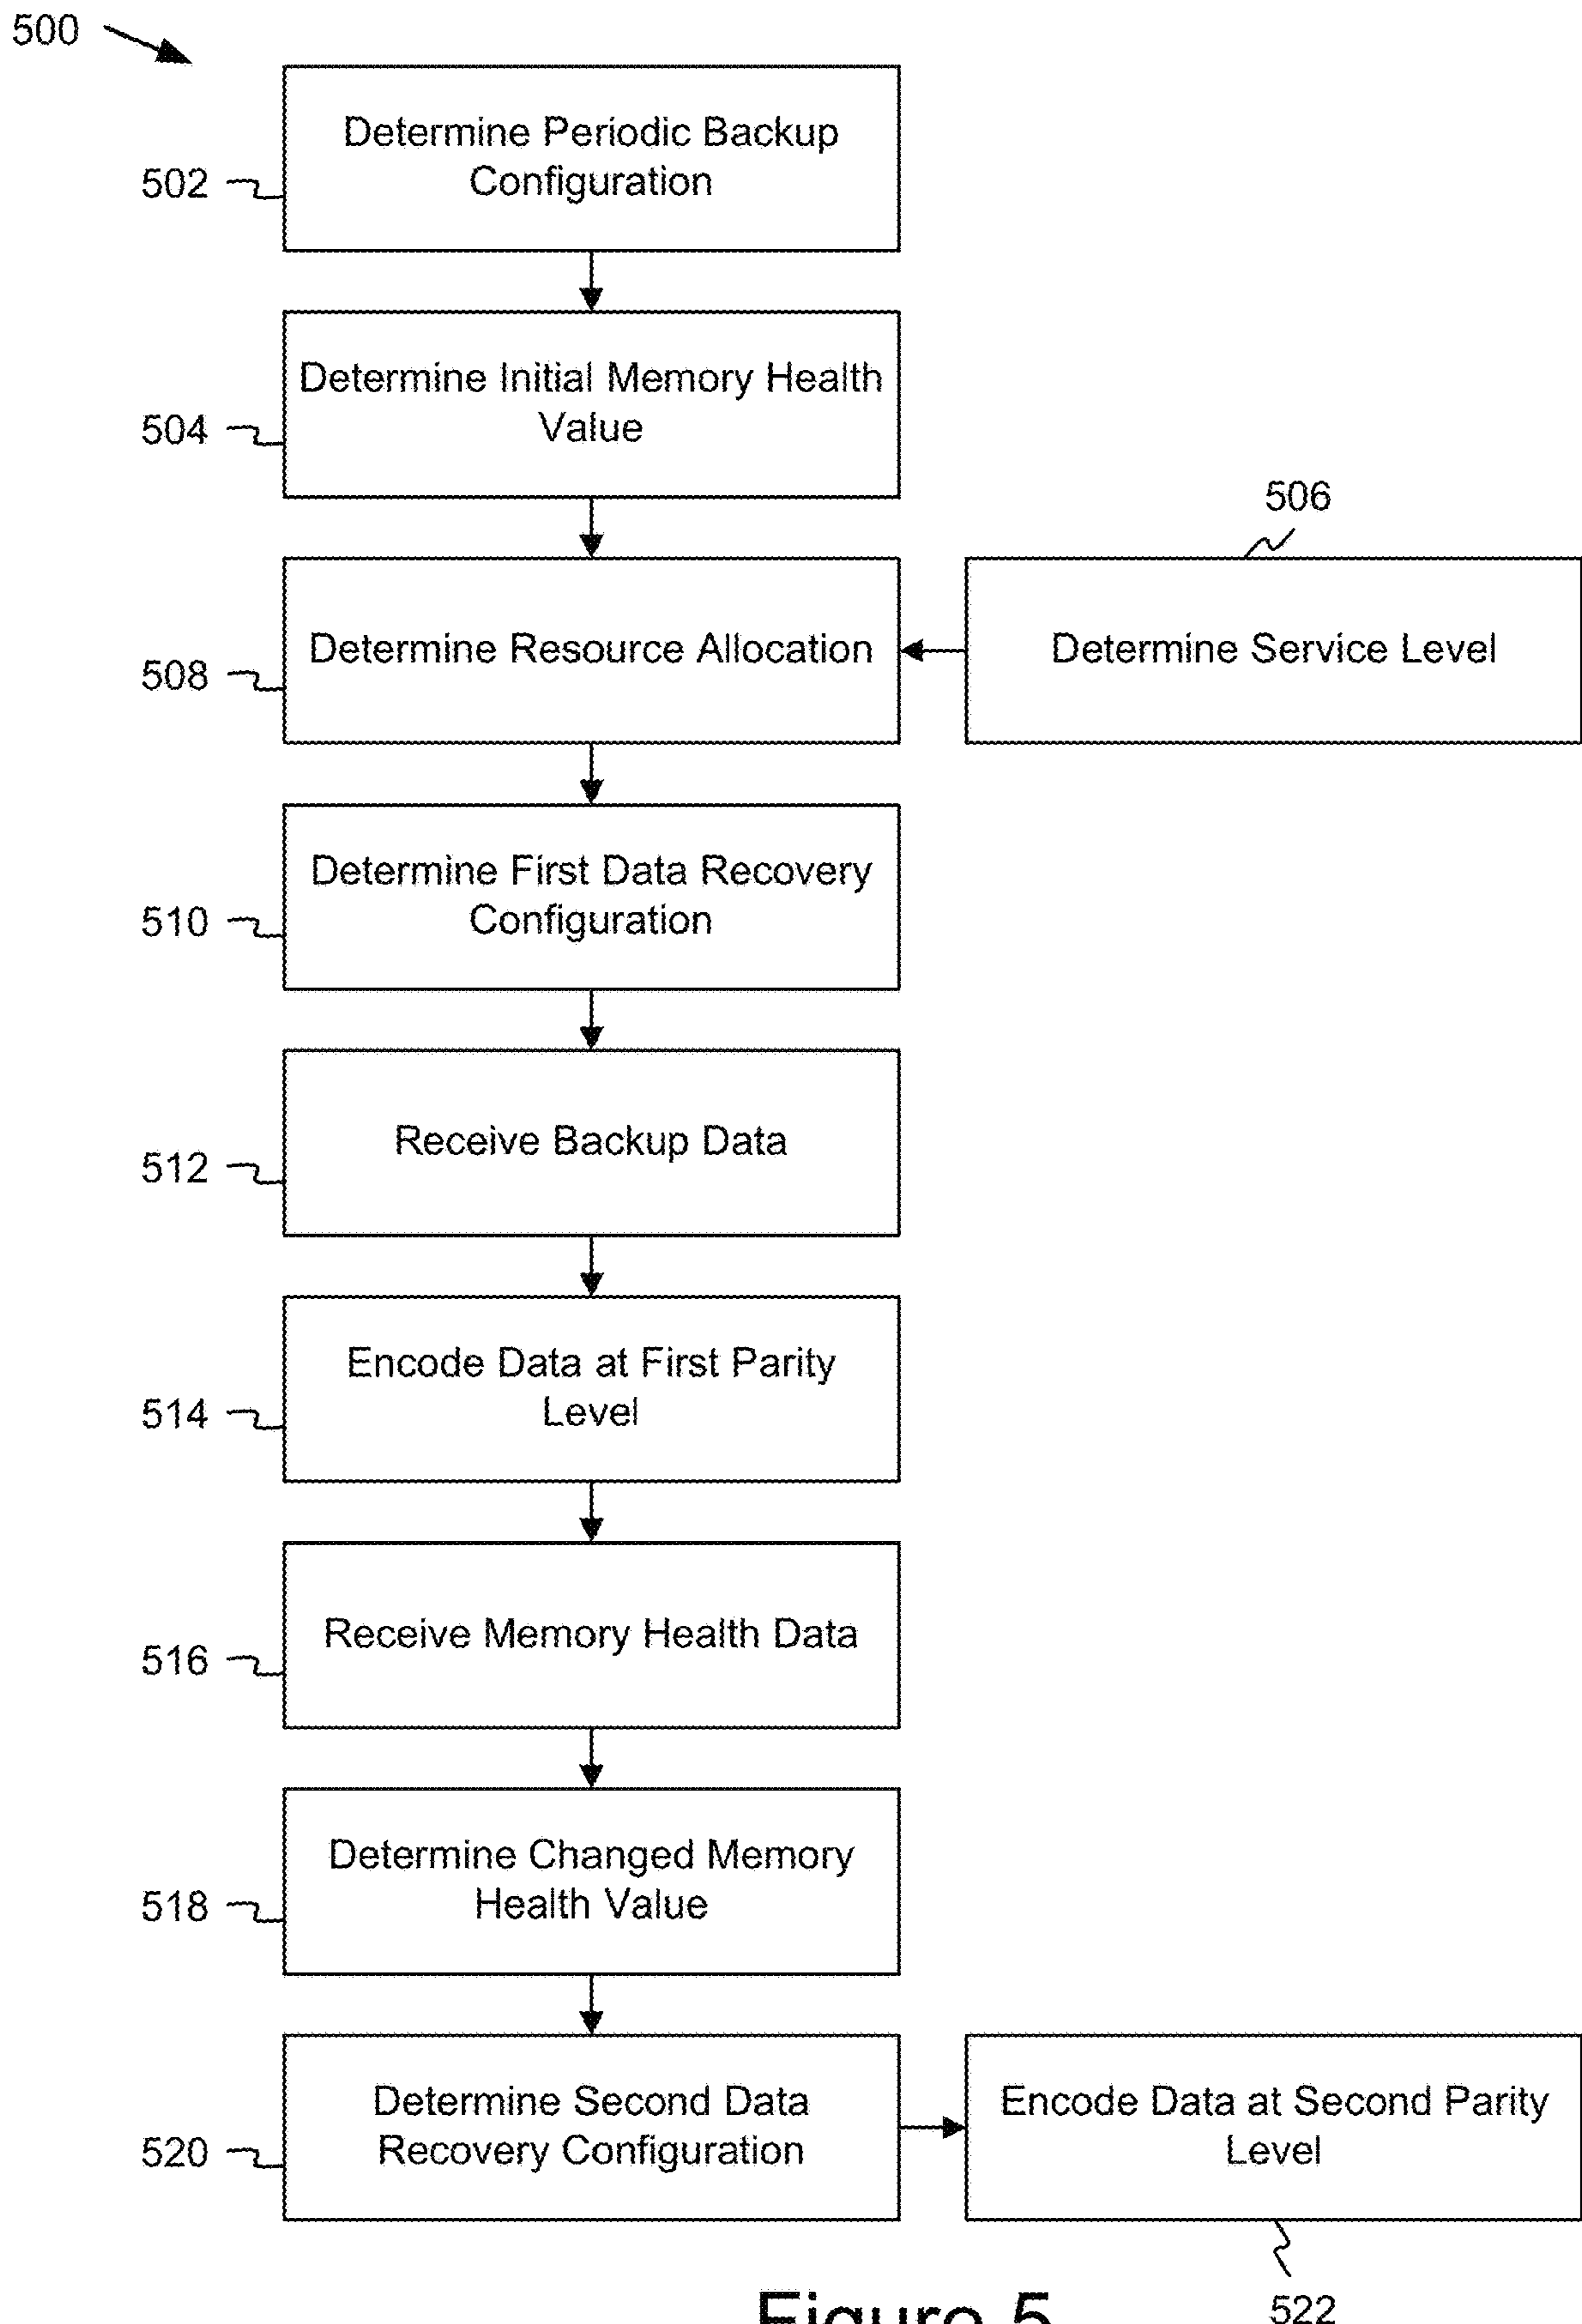 500
Determine Periodic Backup
Configuration
502
Determine Initial Memory Health
Value
504
506
Determine Resource Allocation
508
Determine Service Level
Determine First Data Recovery
Configuration
510
Receive Backup Data
512
Encode Data at First Parity
Level
514
Receive Memory Health Data
516
Determine Changed Memory
Health Value
518
Determine Second Data
Recovery Configuration
520
Encode Data at Second Parity
Level
522
Figure 5